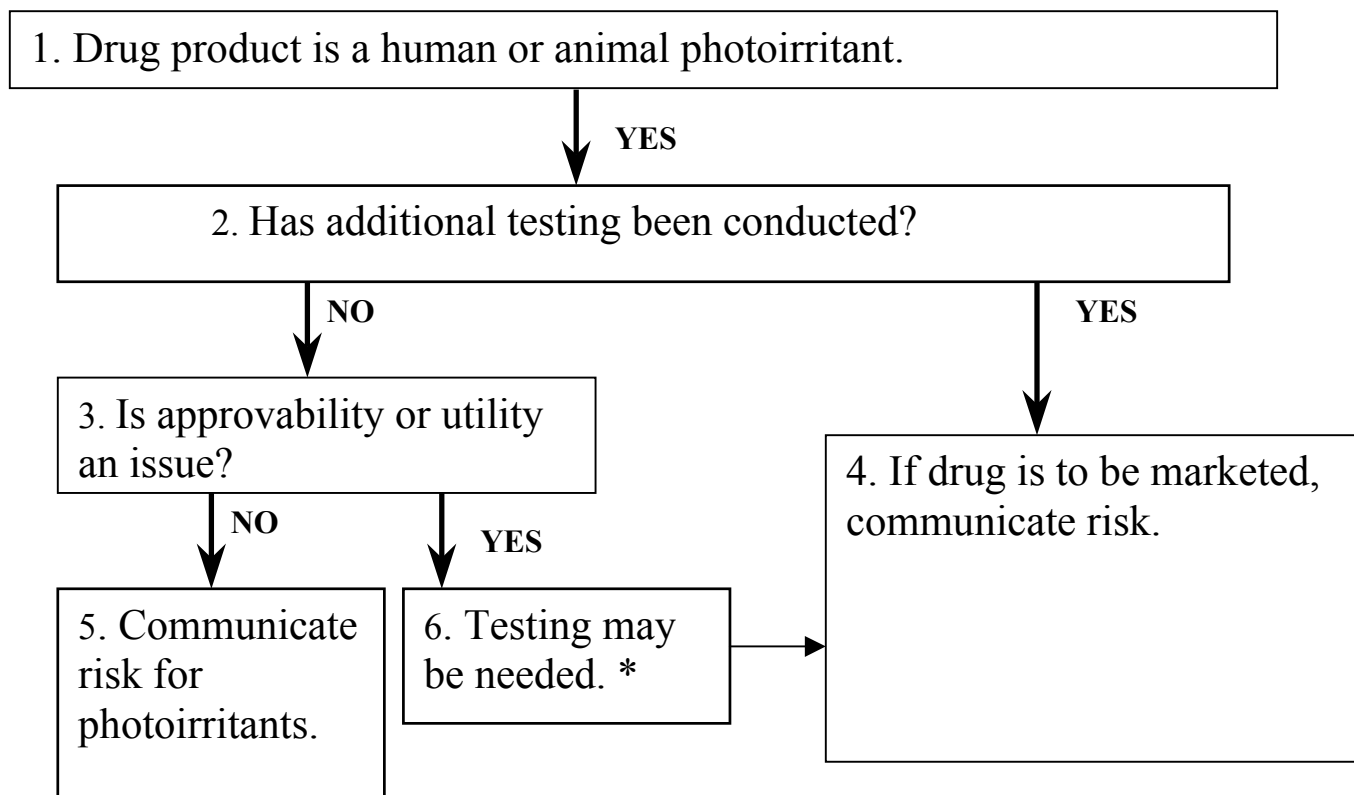 1. Drug product is a human or animal photoirritant.
YES
2. Has additional testing been conducted?
NO
YES
3. Is approvability or utility
an issue?
4. If drug is to be marketed,
communicate risk.
NO
YES
5. Communicate
risk for
photoirritants.
6. Testing may
be needed. *